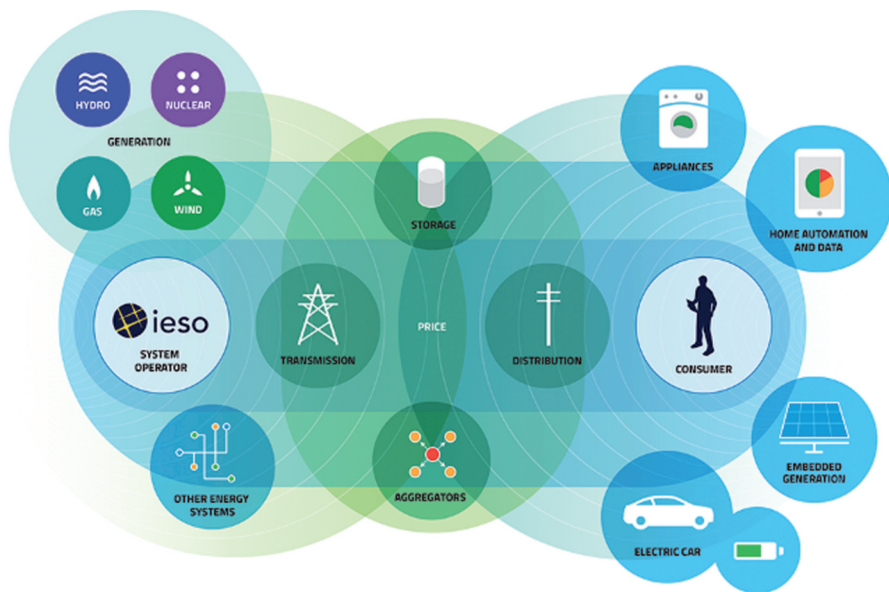 HYDRO
NUCLEAR
GENERATION
GAS
WIND
STORAGE
APPLIANCES
HOME AUTOMATION
AND DATA
ieso
SYSTEM
OPERATOR
TRANSMISSION
PRICE
DISTRIBUTION
CONSUMER
OTHER ENERGY
SYSTEMS
AGGREGATORS
EMBEDDED
GENERATION
ELECTRIC CAR